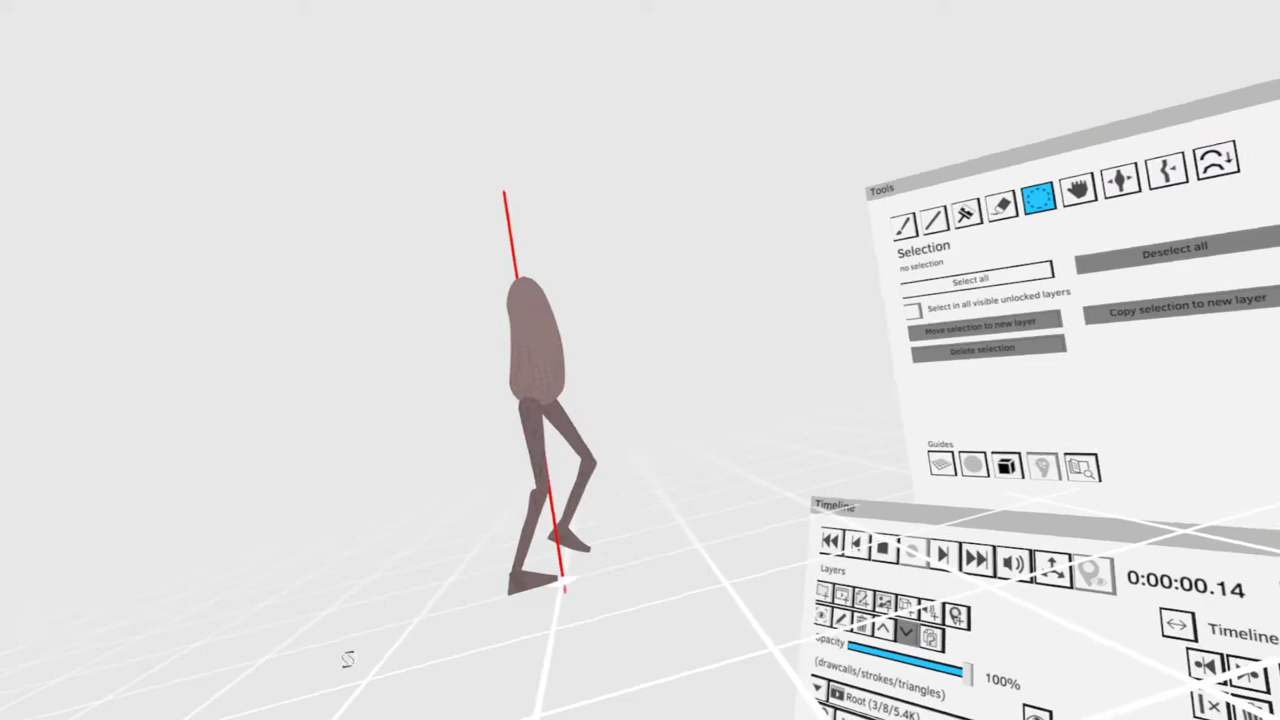 Tools
Selection
no selection
Select all
Deselect all
Select in all visible unlocked layers
Move selection to new layer
Copy selection to new layer
Delete selection
Guides
Timeline
0:00:00.14
Layers
Timeline
Opacity
100%
(drawcalls/strokes/triangles)
Root (3/8/5.4K)